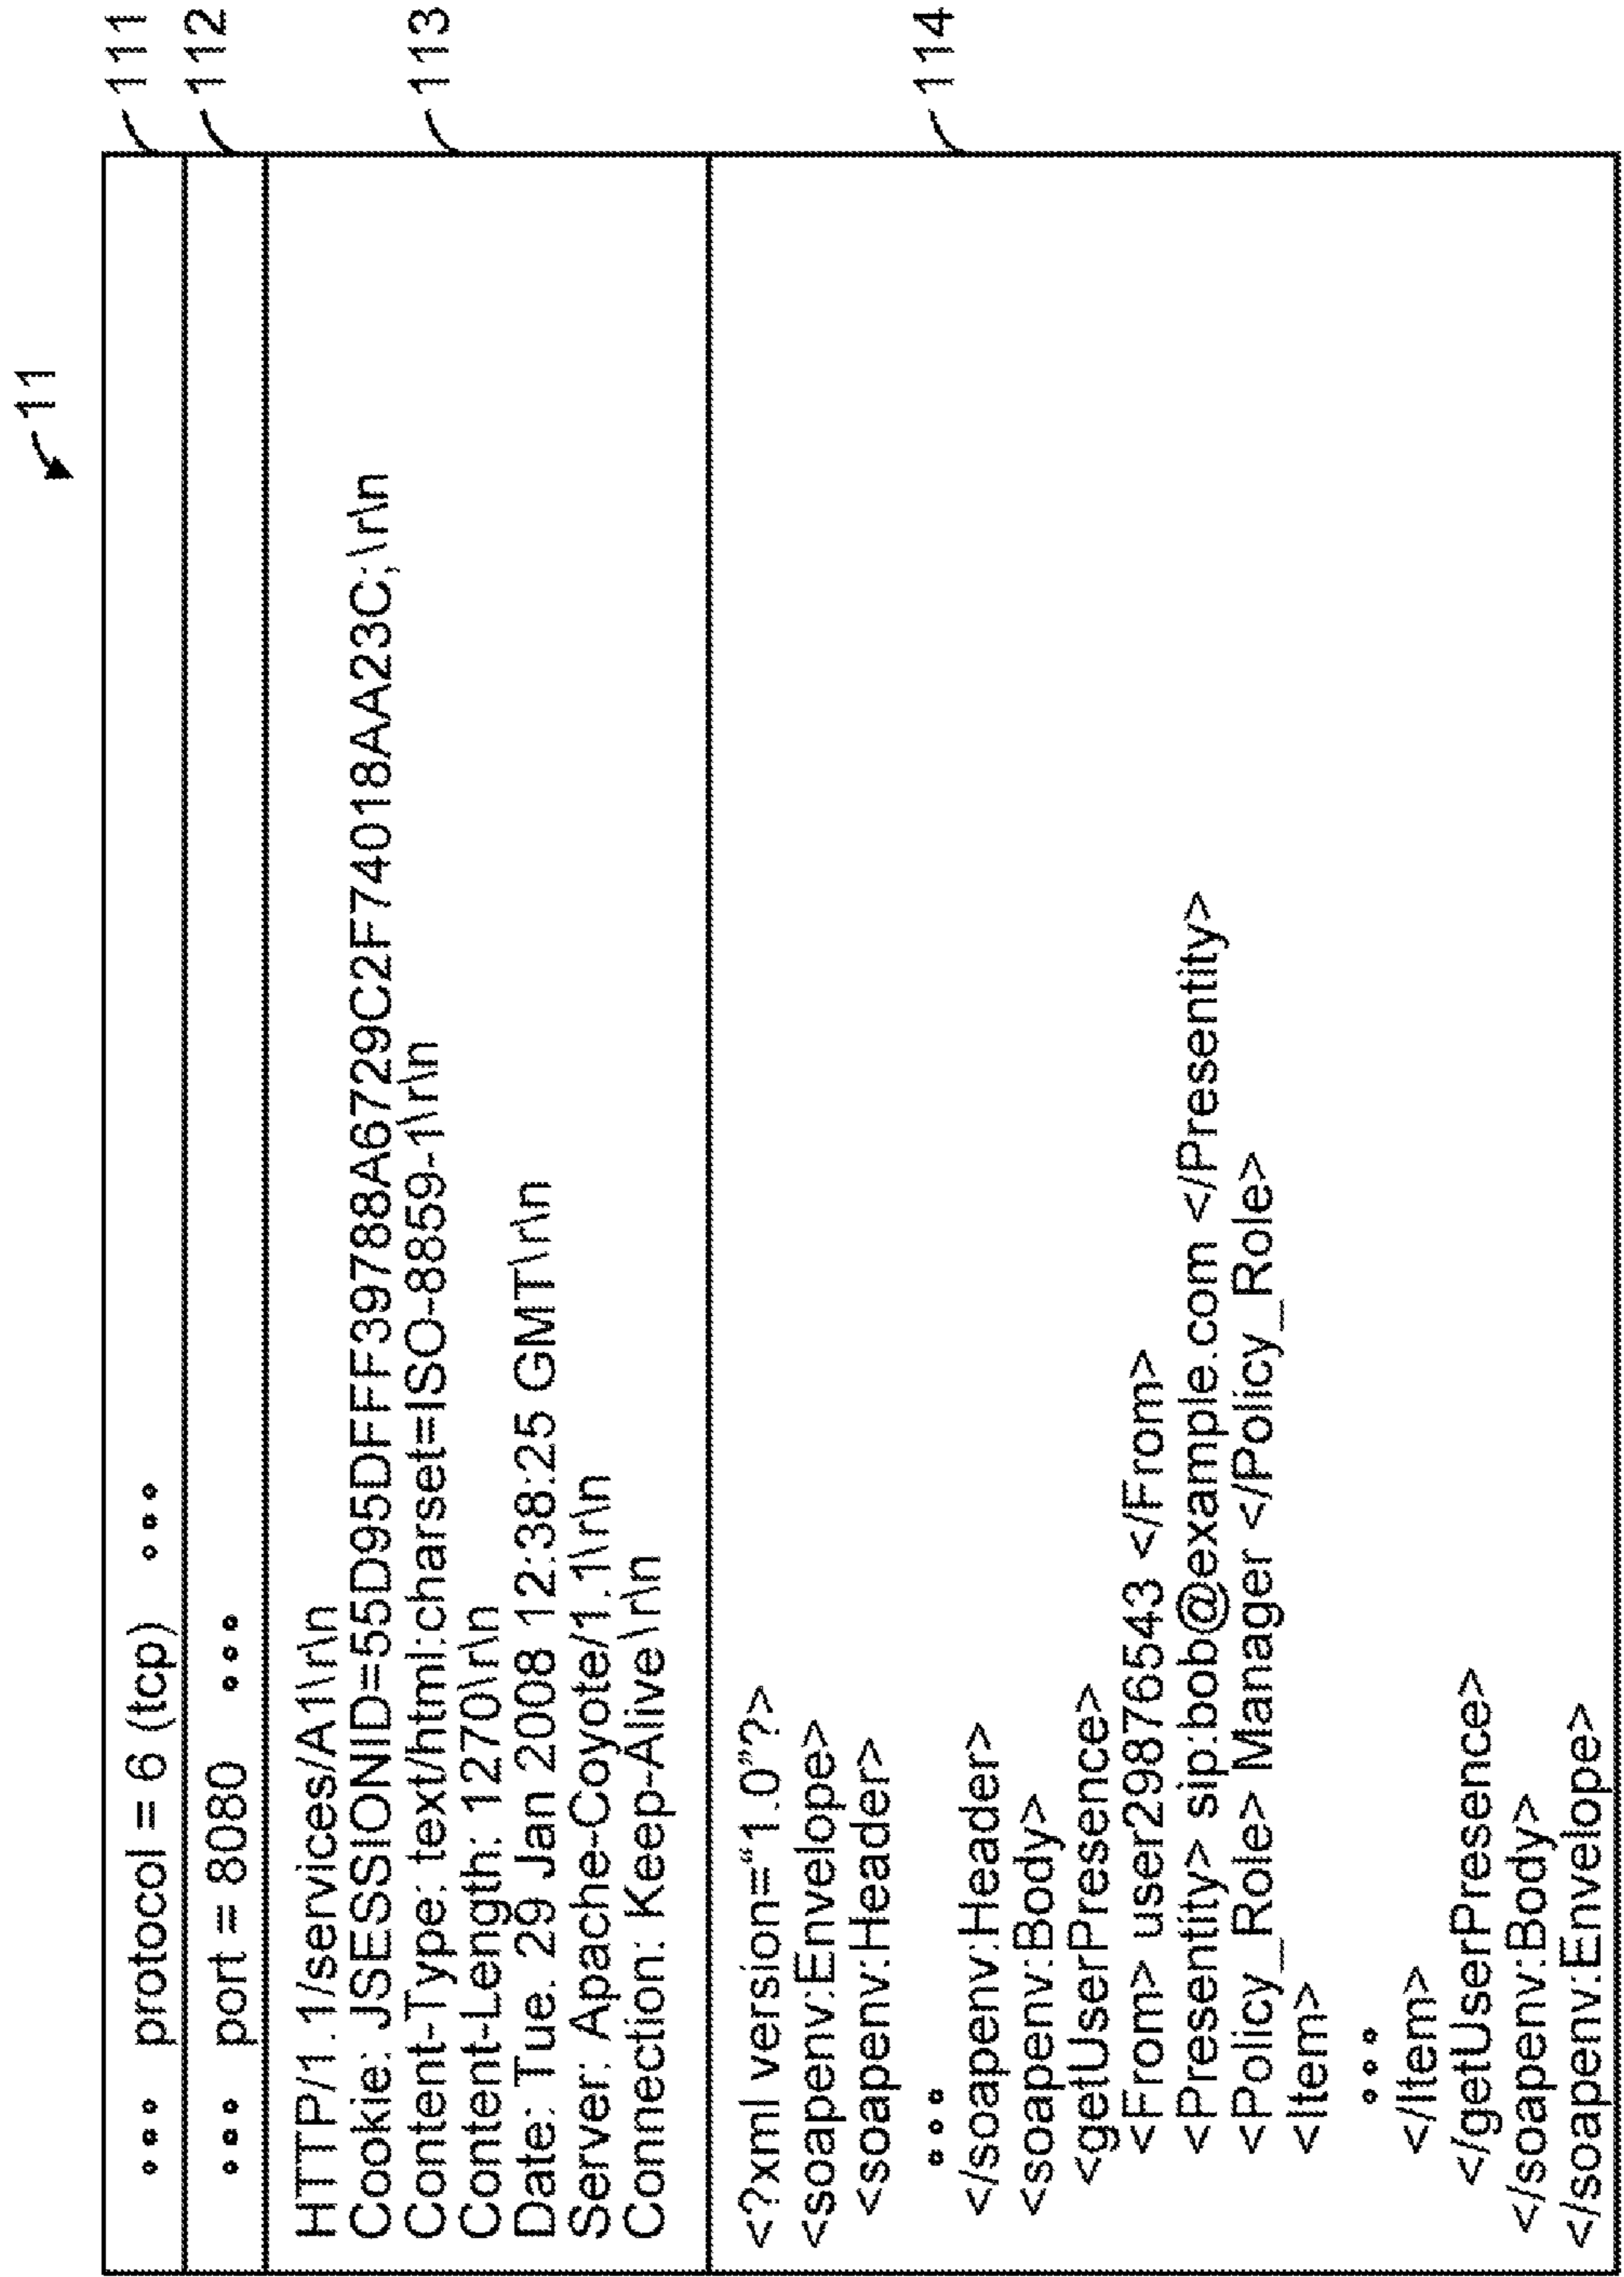 11
••• protocol = 6 (tcp) ••• 111
••• port = 8080 ••• 112
HTTP/1.1/services/A1\r\n
Cookie: JSESSIONID=55D95DFFF39788A6729C2F74018AA23C;\r\n
Content-Type: text/html:charset=ISO-8859-1\r\n
113
Content-Length: 1270\r\n
Date: Tue. 29 Jan 2008 12:38:25 GMT\r\n
Server: Apache-Coyote/1.1\r\n
Connection: Keep-Alive\r\n
<?xml version=“1.0”?>
<soapenv:Envelope>
<soapenv:Header>
•••
114
</soapenv:Header>
<soapenv:Body>
<getUserPresence>
<From> user29876543 </From>
<Presentity> sip:bob@example.com </Presentity>
<Policy_Role> Manager </Policy_Role>
<Item>
•••
</Item>
</getUserPresence>
</soapenv:Body>
</soapenv:Envelope>